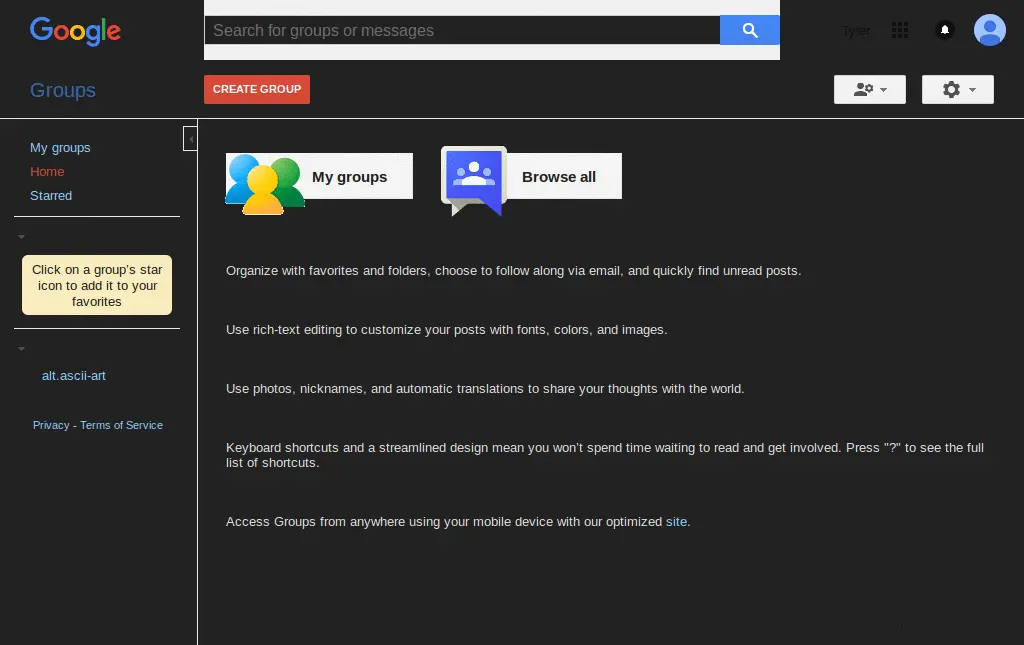 Google
Search for groups or messages
Tyler
Groups
CREATE GROUP
My groups
Home
Starred
Click on a group's star
icon to add it to your
favorites
alt.ascii-art
Privacy - Terms of Service
My groups
Browse all
Organize with favorites and folders, choose to follow along via email, and quickly find unread posts.
Use rich-text editing to customize your posts with fonts, colors, and images.
Use photos, nicknames, and automatic translations to share your thoughts with the world.
Keyboard shortcuts and a streamlined design mean you won't spend time waiting to read and get involved. Press "?" to see the full
list of shortcuts.
Access Groups from anywhere using your mobile device with our optimized site.